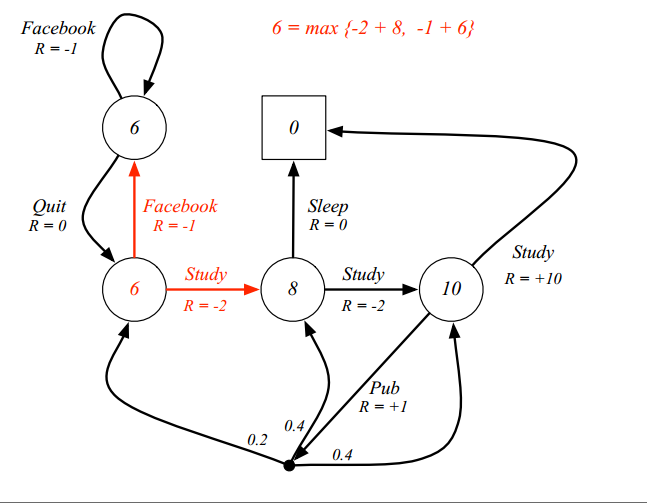 Facebook
R = -1
6 = max {-2 + 8, -1 + 6}
6
0
Quit
R = 0
Facebook
R = -1
Sleep
R = 0
Study
R = +10
6
Study
R = -2
8
Study
R = -2
10
Pub
R = +1
0.4
0.2
0.4